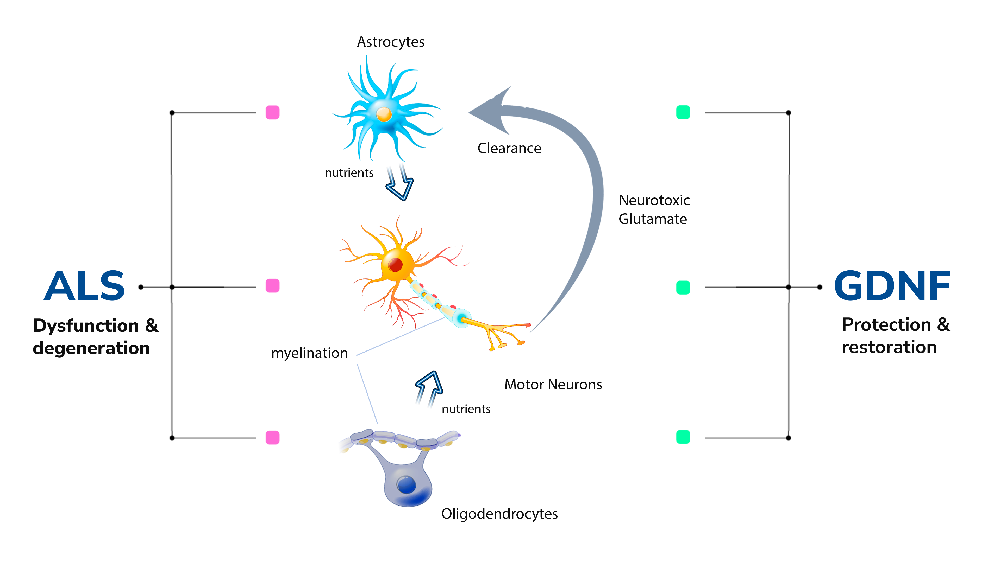 Astrocytes
Clearance
nutrients
Neurotoxic
Glutamate
ALS
Dysfunction &
degeneration
GDNF
Protection &
restoration
myelination
Motor Neurons
nutrients
Oligodendrocytes